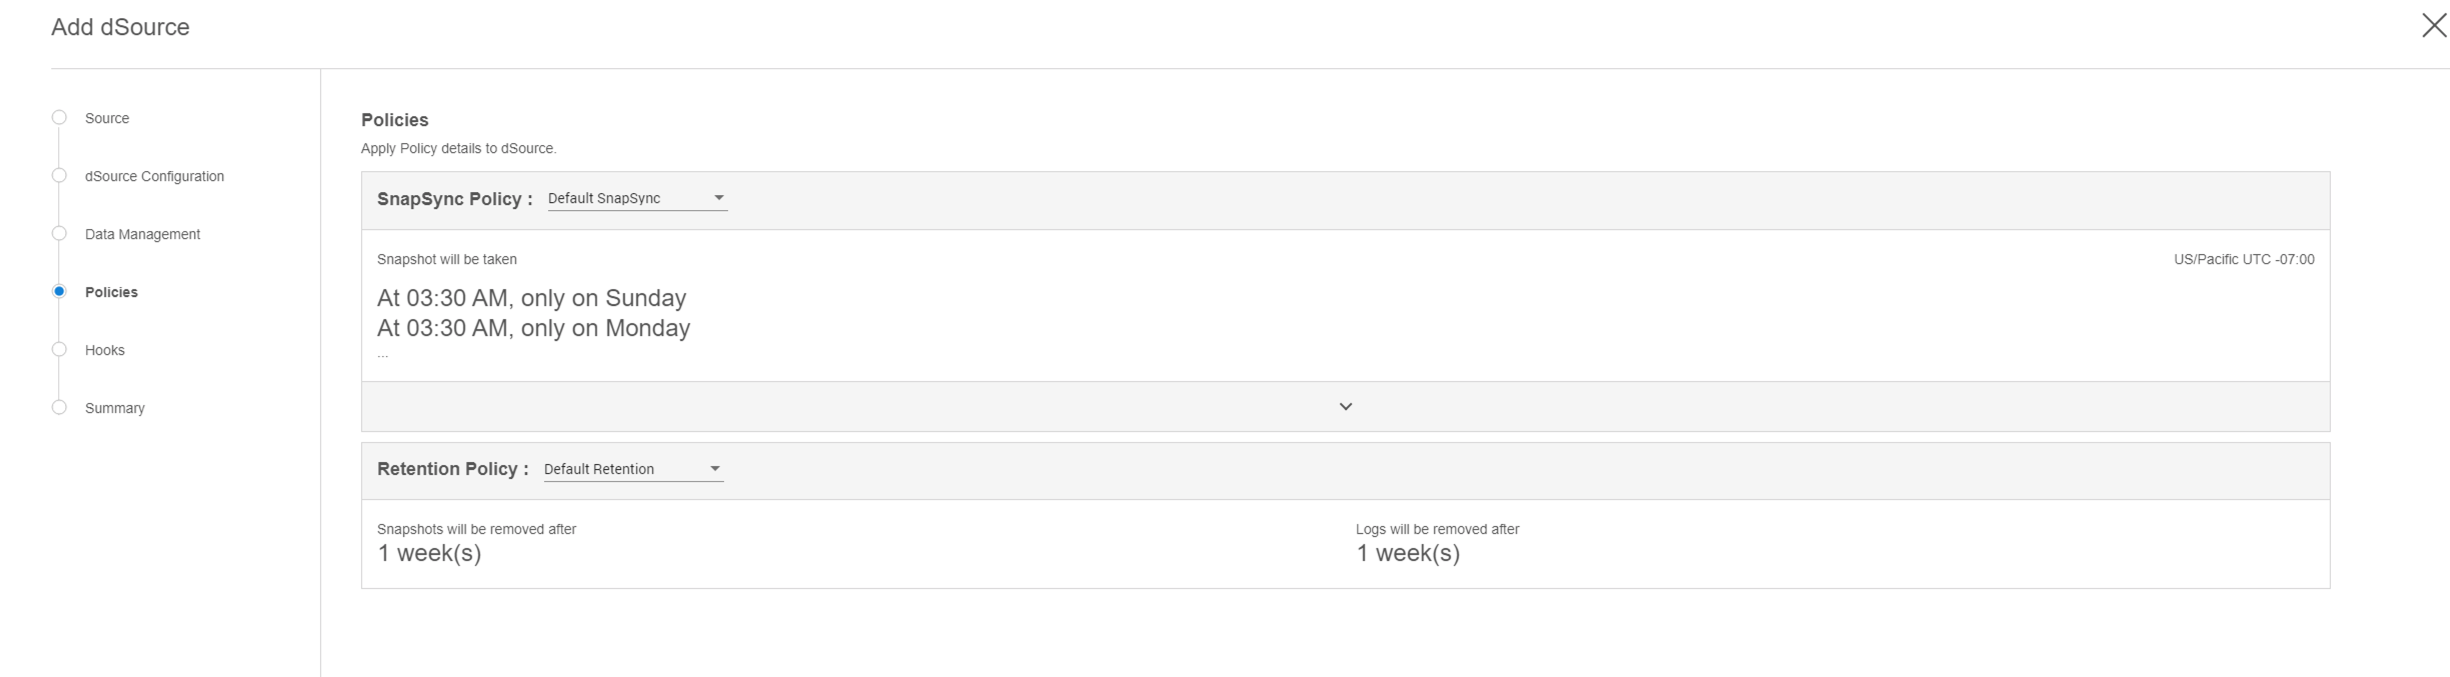 Add dSource
Source
dSource Configuration
Data Management
Policies
Hooks
Summary
Policies
Apply Policy details to dSource.
SnapSync Policy : Default SnapSync
Snapshot will be taken
US/Pacific UTC -07:00
At 03:30 AM, only on Sunday
At 03:30 AM, only on Monday
...
Retention Policy : Default Retention
Snapshots will be removed after
1 week(s)
Logs will be removed after
1 week(s)